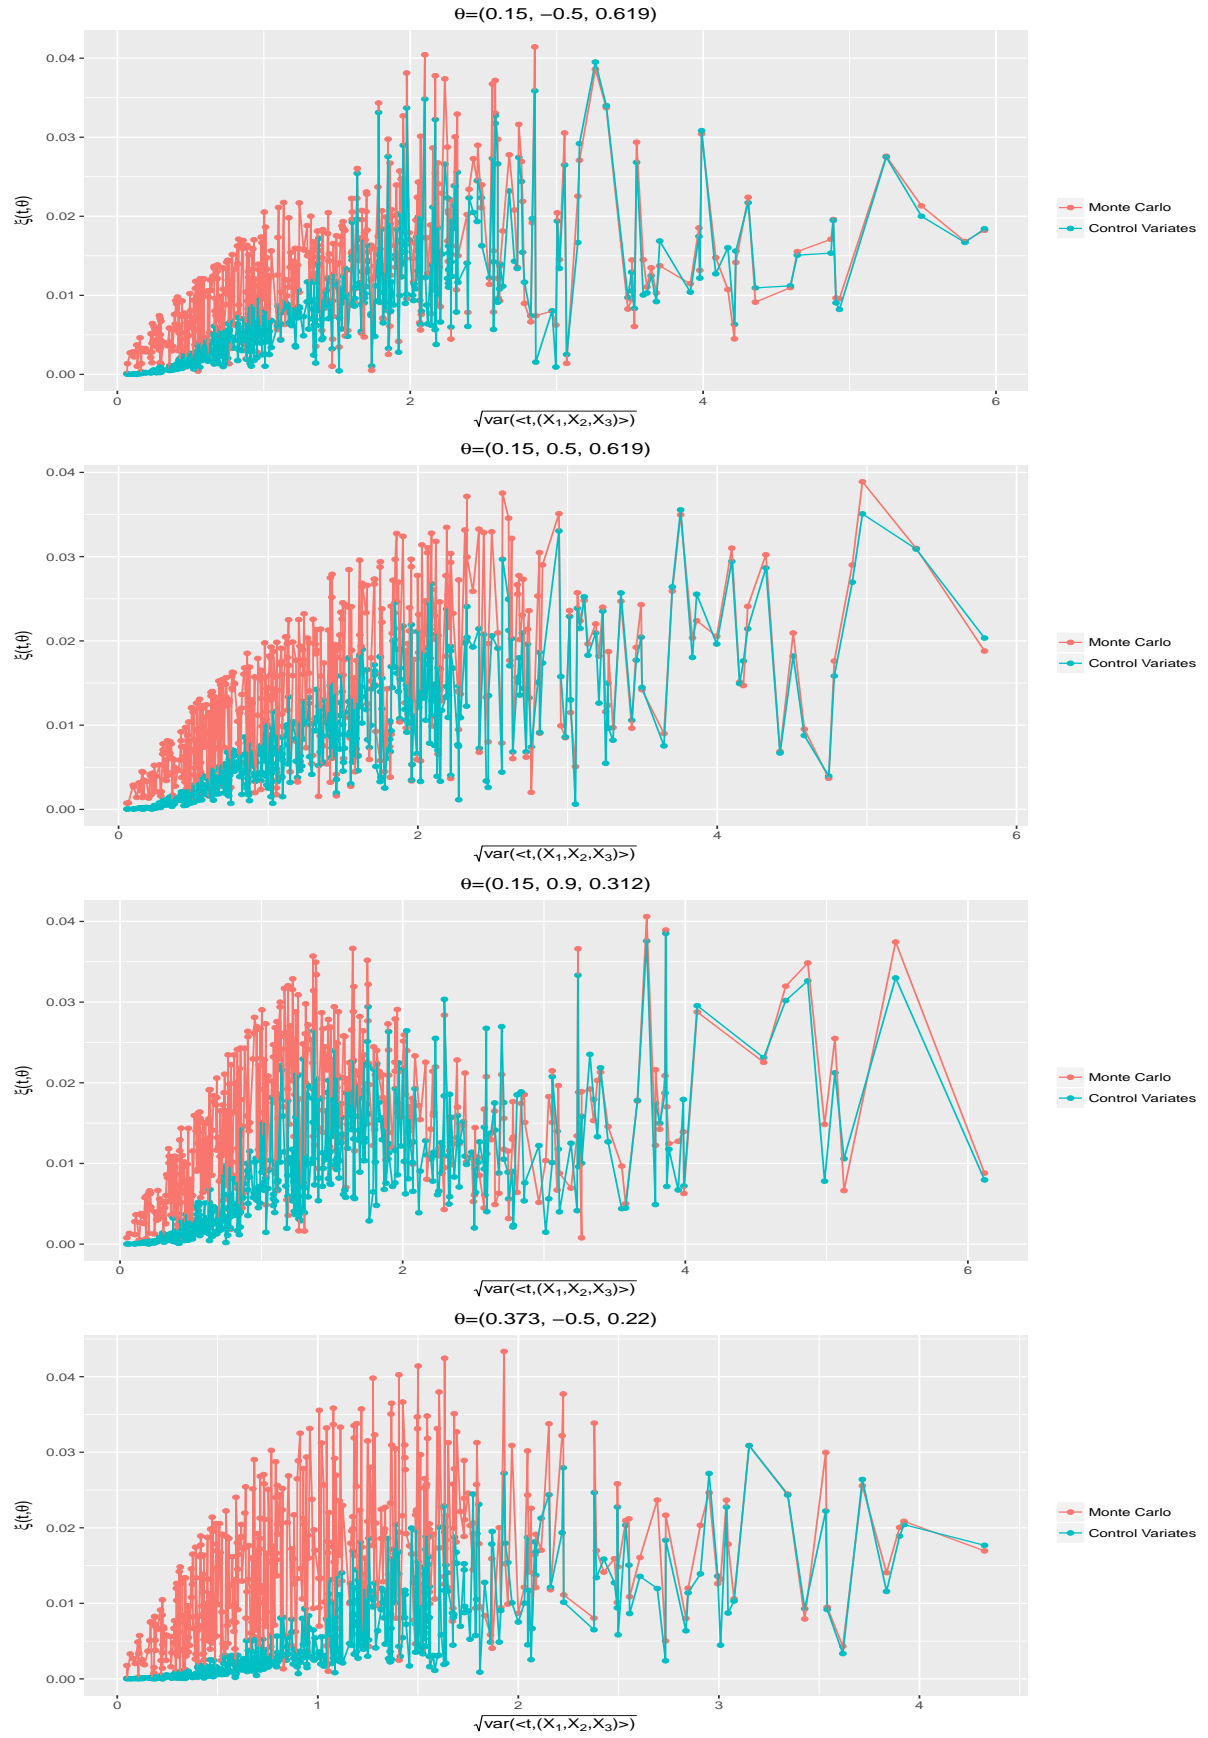 θ=(0.15, −0.5, 0.619)
0.04
0.03
0.02
0.01
0.00
ξ(t,θ)
0 2 4 6
√var(<t,(X₁,X₂,X₃)>)
Monte Carlo
Control Variates
θ=(0.15, 0.5, 0.619)
0.04
0.03
0.02
0.01
0.00
ξ(t,θ)
0 2 4 6
√var(<t,(X₁,X₂,X₃)>)
Monte Carlo
Control Variates
θ=(0.15, 0.9, 0.312)
0.04
0.03
0.02
0.01
0.00
ξ(t,θ)
0 2 4 6
√var(<t,(X₁,X₂,X₃)>)
Monte Carlo
Control Variates
θ=(0.373, −0.5, 0.22)
0.04
0.03
0.02
0.01
0.00
ξ(t,θ)
0 1 2 3 4
√var(<t,(X₁,X₂,X₃)>)
Monte Carlo
Control Variates